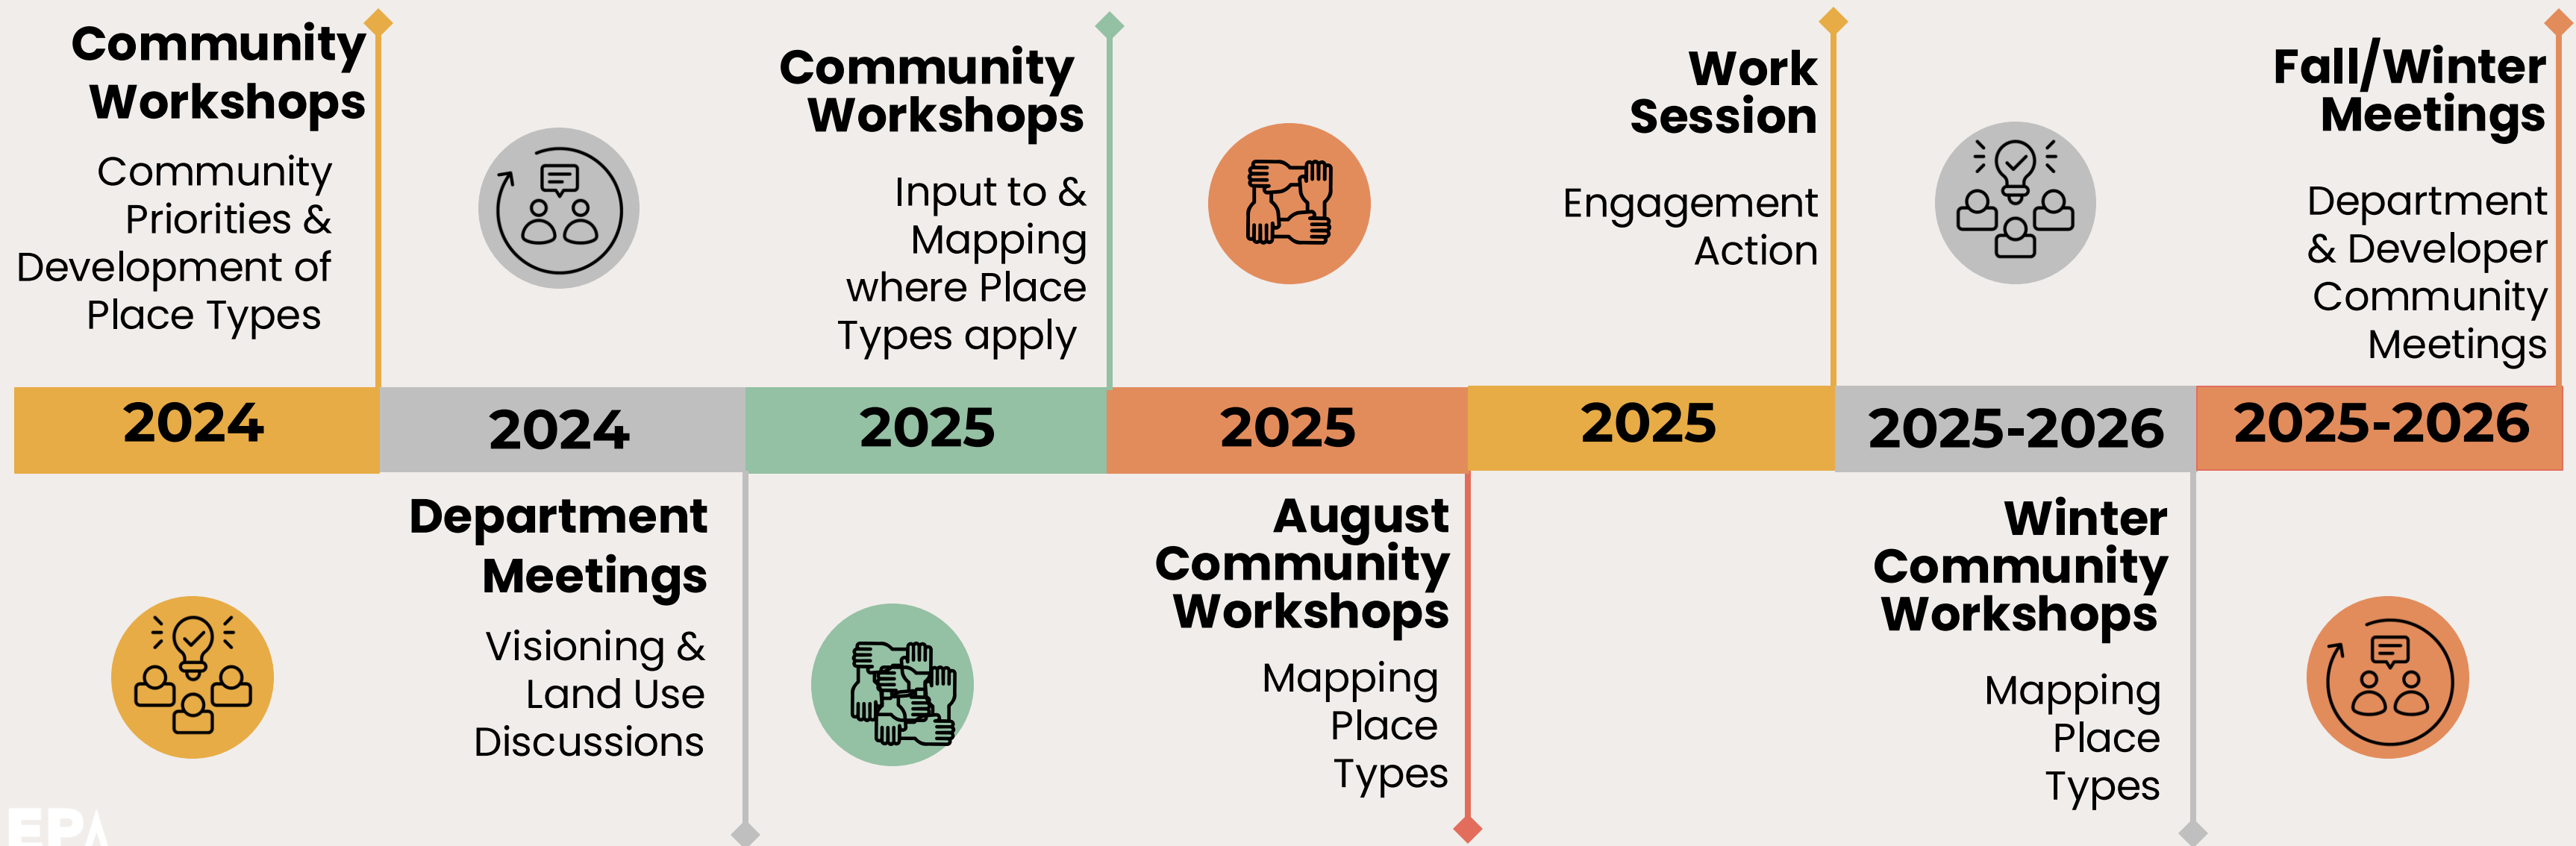 Community
Workshops
Community
Priorities &
Development of
Place Types
Community
Workshops
Input to &
Mapping
where Place
Types apply
Work
Session
Engagement
Action
Fall/Winter
Meetings
Department
& Developer
Community
Meetings
2024
2024
2025
2025
2025
2025-2026
2025-2026
Department
Meetings
Visioning &
Land Use
Discussions
August
Community
Workshops
Mapping
Place
Types
Winter
Community
Workshops
Mapping
Place
Types
EPA